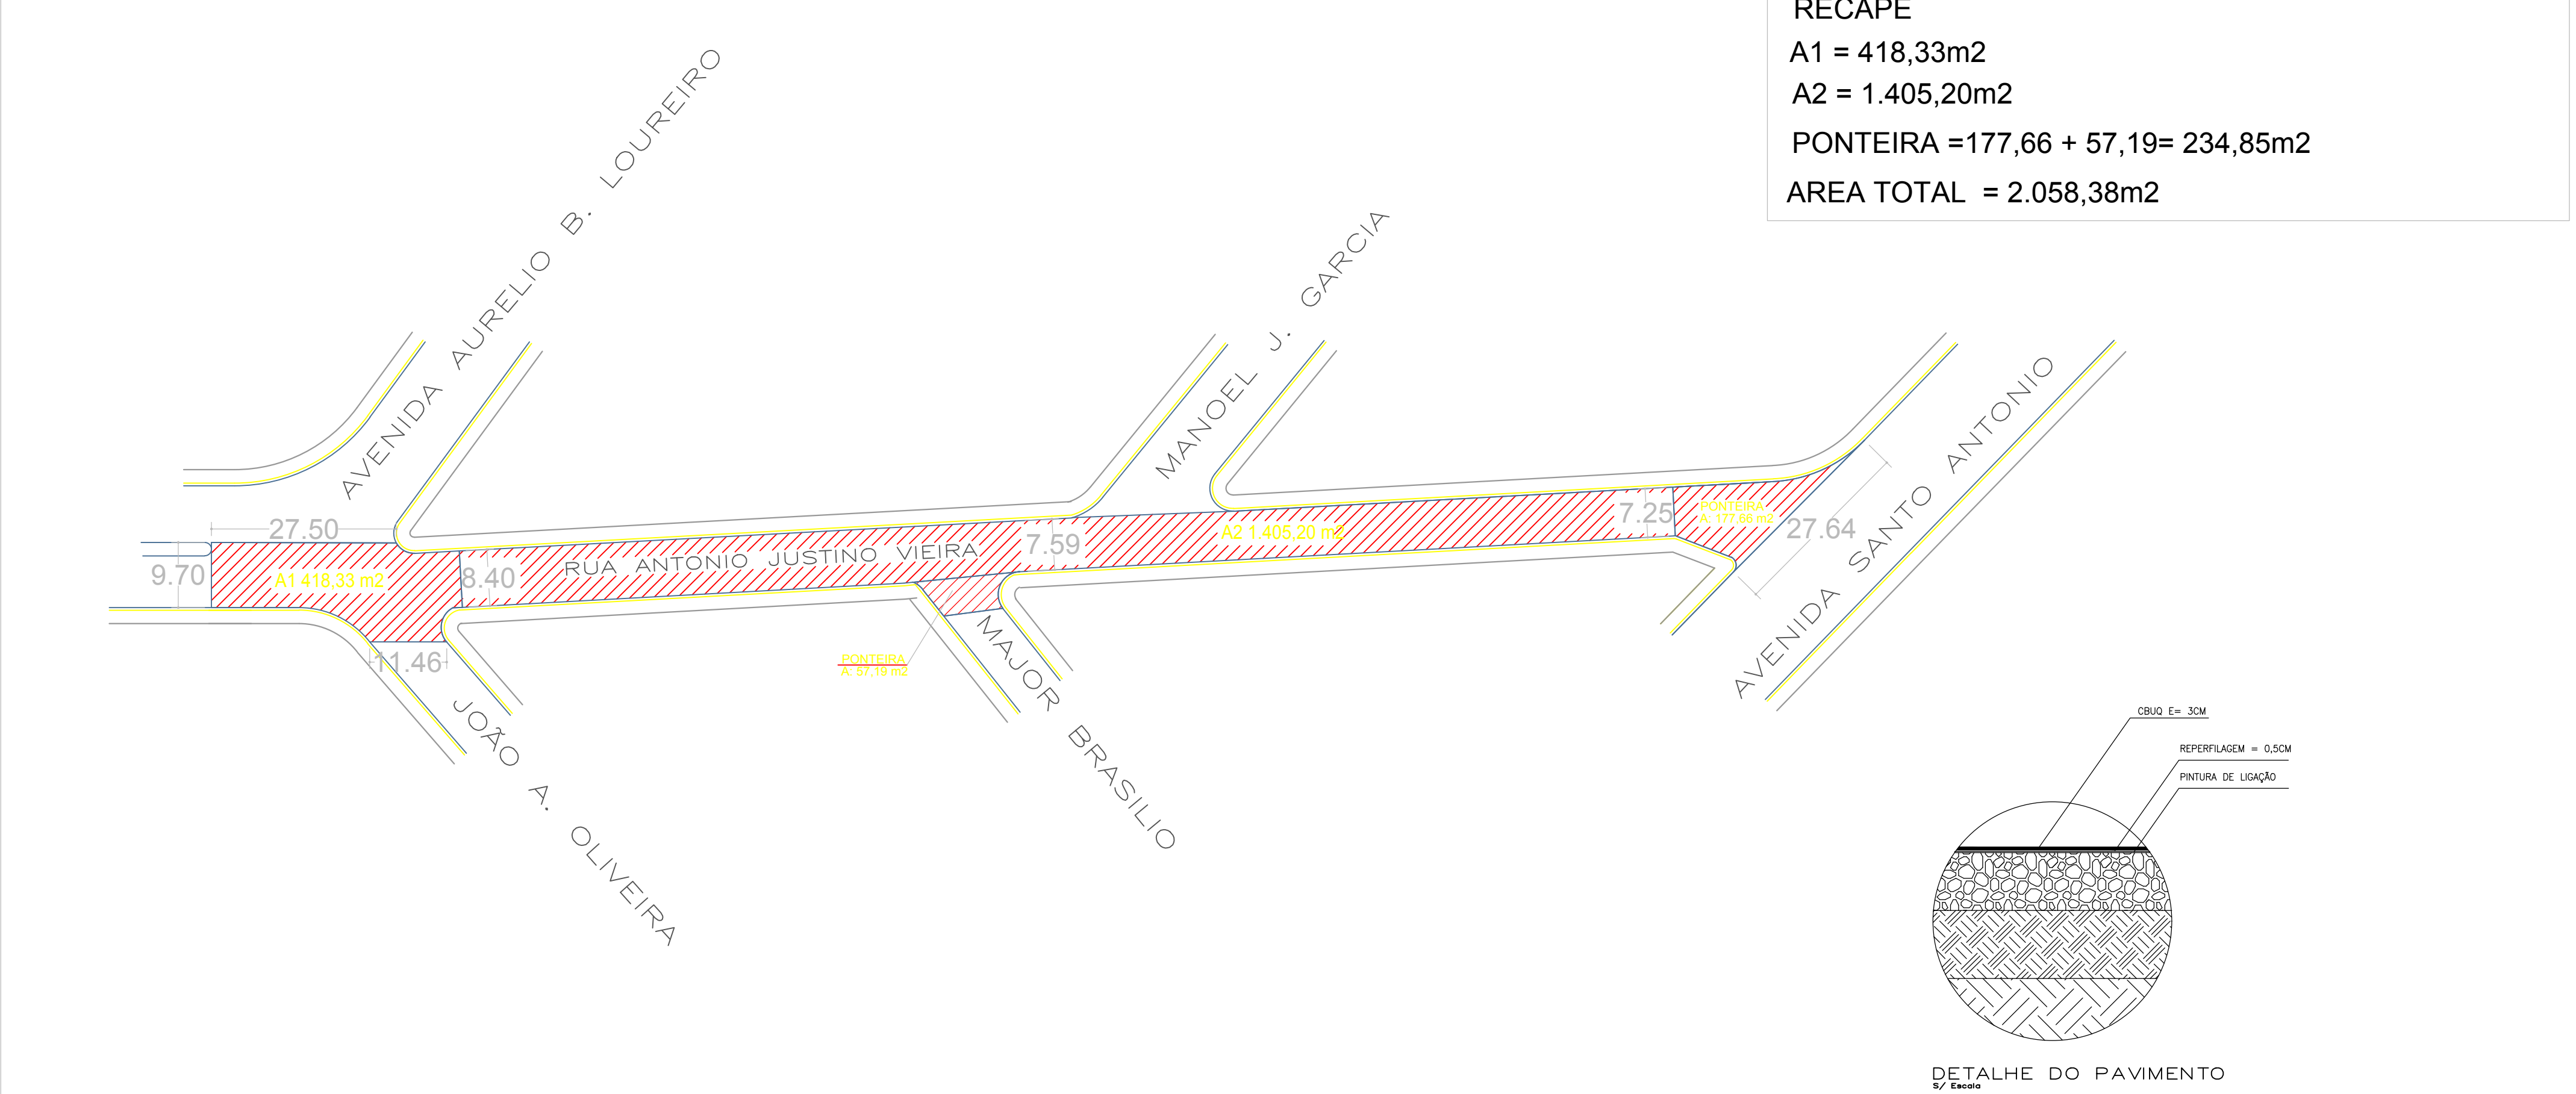 RECAPE
A1 = 418,33m2
A2 = 1.405,20m2
PONTEIRA =177,66 + 57,19= 234,85m2
AREA TOTAL = 2.058,38m2
AVENIDA AURELIO B. LOUREIRO
MANOEL J. GARCIA
AVENIDA SANTO ANTONIO
27.50
9.70
A1 418,33 m2
8.40
RUA ANTONIO JUSTINO VIEIRA
7.59
A2 1.405,20 m2
7.25
PONTEIRA
A: 177,66 m2
27.64
11.46
PONTEIRA
A: 57,19 m2
JOÃO A. OLIVEIRA
MAJOR BRASILIO
CBUQ E= 3CM
REPERFILAGEM = 0,5CM
PINTURA DE LIGAÇÃO
DETALHE DO PAVIMENTO
S/ Escala